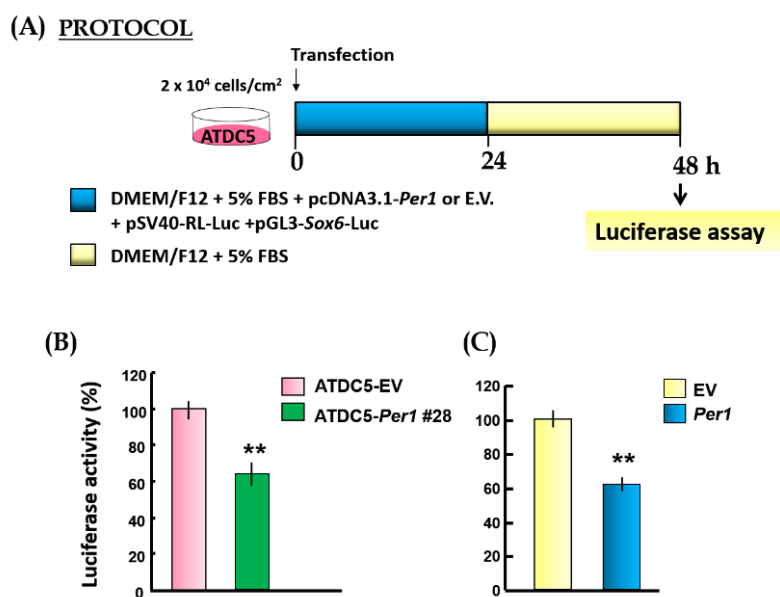 (A) PROTOCOL
Transfection
2 x 10⁴ cells/cm²
ATDC5
0 24 48 h
DMEM/F12 + 5% FBS + pcDNA3.1-Per1 or E.V.
+ pSV40-RL-Luc +pGL3-Sox6-Luc
Luciferase assay
DMEM/F12 + 5% FBS
(B)
Luciferase activity (%)
120
100
80
60
40
20
0
**
ATDC5-EV
ATDC5-Per1 #28
(C)
120
100
80
60
40
20
0
**
EV
Per1